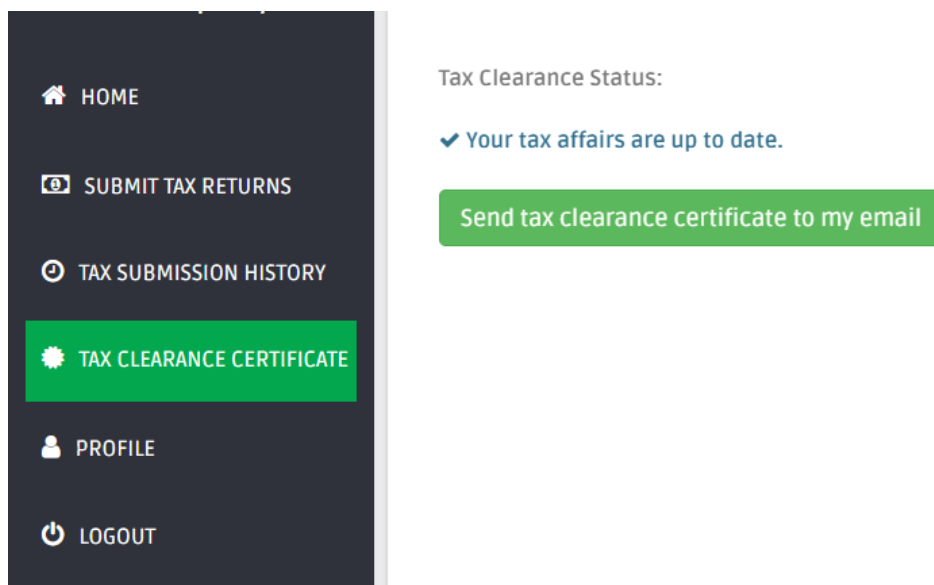 HOME
SUBMIT TAX RETURNS
TAX SUBMISSION HISTORY
TAX CLEARANCE CERTIFICATE
PROFILE
LOGOUT
Tax Clearance Status:
Your tax affairs are up to date.
Send tax clearance certificate to my email